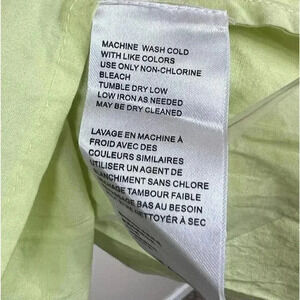 MACHINE WASH COLD
WITH LIKE COLORS
USE ONLY NON-CHLORINE
BLEACH
TUMBLE DRY LOW
LOW IRON AS NEEDED
MAY BE DRY CLEANED
LAVAGE EN MACHINE À
FROID AVEC DES
COULEURS SIMILAIRES
UTILISER UN AGENT DE
BLANCHIMENT SANS CHLORE
TAMBOUR FAIBLE
BAS AU BESOIN
NETTOYER À SEC